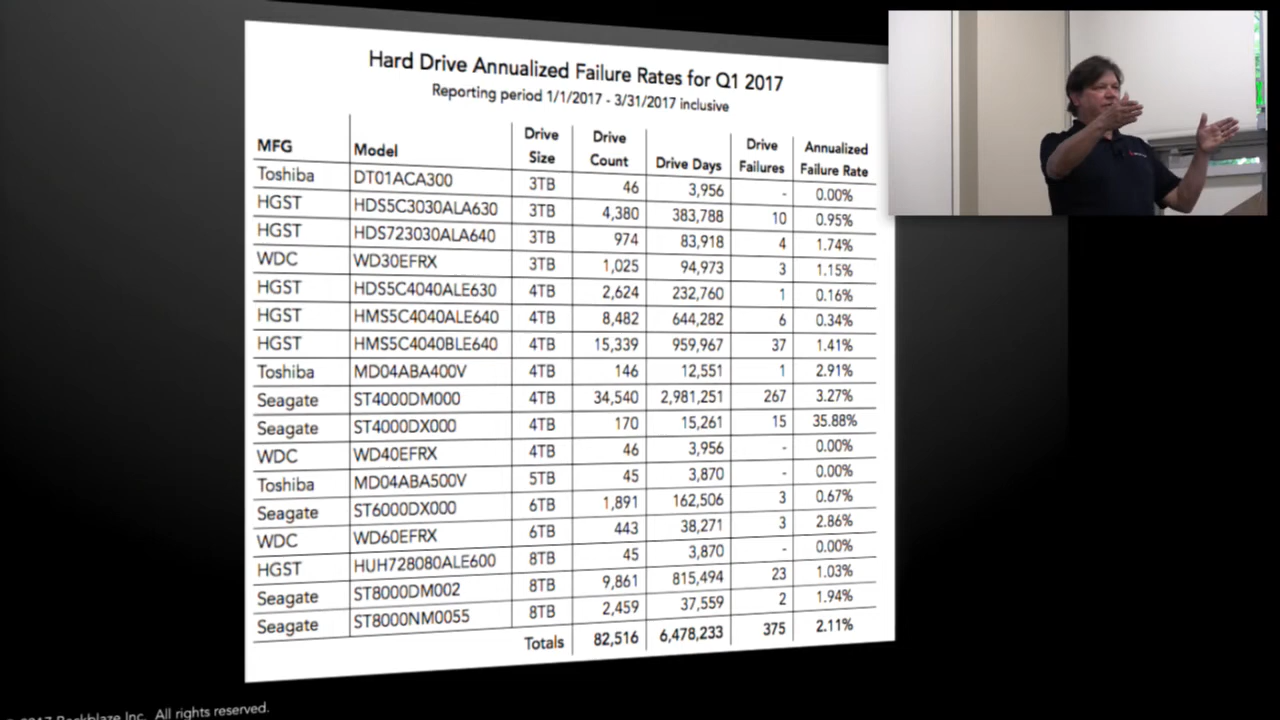 Hard Drive Annualized Failure Rates for Q1 2017
Reporting period 1/1/2017 - 3/31/2017 inclusive
MFG Model Drive Size Drive Count Drive Days Drive Failures Annualized Failure Rate
Toshiba DT01ACA300 3TB 46 3,956 - 0.00%
HGST HDS5C3030ALA630 3TB 4,380 383,788 10 0.95%
HGST HDS723030ALA640 3TB 974 83,918 4 1.74%
WDC WD30EFRX 3TB 1,025 94,973 3 1.15%
HGST HDS5C4040ALE630 4TB 2,624 232,760 1 0.16%
HGST HMS5C4040ALE640 4TB 8,482 644,282 6 0.34%
HGST HMS5C4040BLE640 4TB 15,339 959,967 37 1.41%
Toshiba MD04ABA400V 4TB 146 12,551 1 2.91%
Seagate ST4000DM000 4TB 34,540 2,981,251 267 3.27%
Seagate ST4000DX000 4TB 170 15,261 15 35.88%
WDC WD40EFRX 4TB 46 3,956 - 0.00%
Toshiba MD04ABA500V 5TB 45 3,870 - 0.00%
Seagate ST6000DX000 6TB 1,891 162,506 3 0.67%
WDC WD60EFRX 6TB 443 38,271 3 2.86%
HGST HUH728080ALE600 8TB 45 3,870 - 0.00%
Seagate ST8000DM002 8TB 9,861 815,494 23 1.03%
Seagate ST8000NM0055 8TB 2,459 37,559 2 1.94%
Totals 82,516 6,478,233 375 2.11%
2017 Backblaze Inc. All rights reserved.